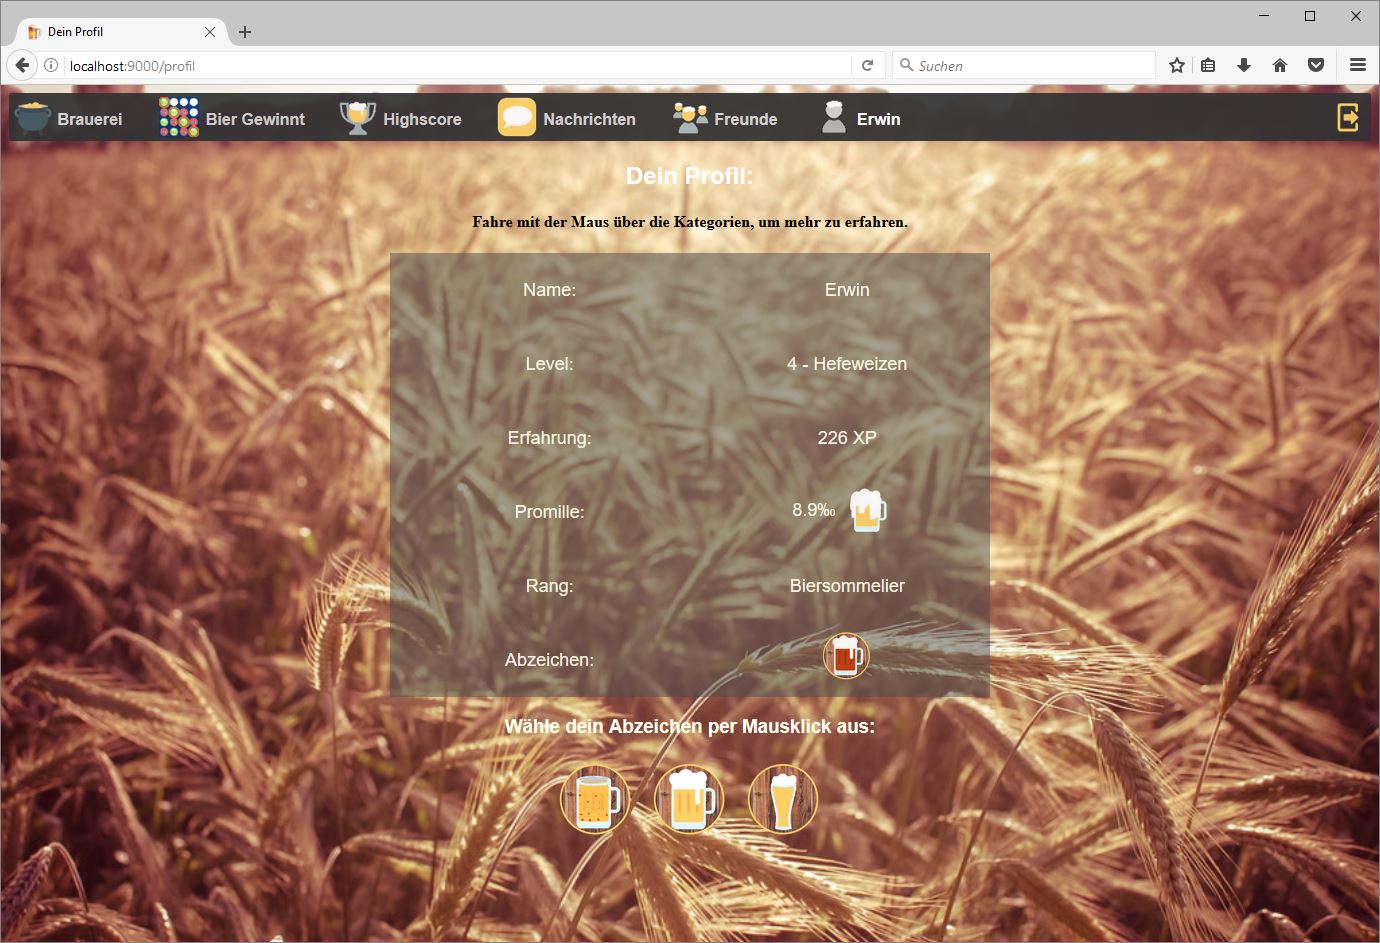 Dein Profil
localhost:9000/profil
Suchen
Brauerei
Bier Gewinnt
Highscore
Nachrichten
Freunde
Erwin
Dein Profil:
Fahre mit der Maus über die Kategorien, um mehr zu erfahren.
Name: Erwin
Level: 4 - Hefeweizen
Erfahrung: 226 XP
Promille: 8.9‰
Rang: Biersommelier
Abzeichen:
Wähle dein Abzeichen per Mausklick aus: